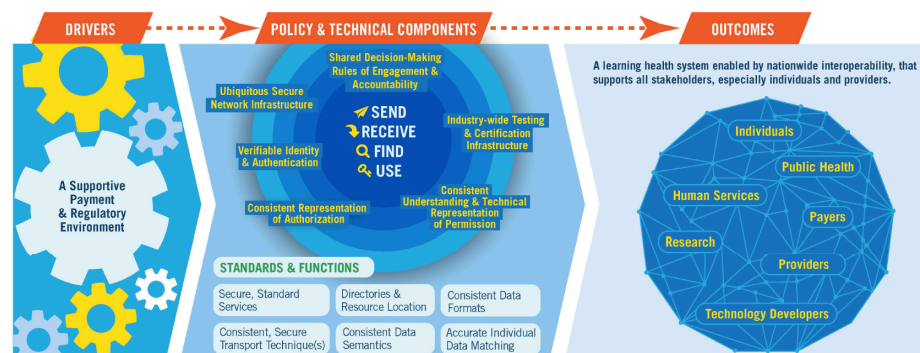 DRIVERS
POLICY & TECHNICAL COMPONENTS
OUTCOMES
A Supportive
Payment
& Regulatory
Environment
Shared Decision-Making
Rules of Engagement &
Accountability
Ubiquitous Secure
Network Infrastructure
SEND
RECEIVE
FIND
USE
Industry-wide Testing
& Certification
Infrastructure
Verifiable Identity
& Authentication
Consistent Representation
of Authorization
Consistent
Understanding & Technical
Representation
of Permission
STANDARDS & FUNCTIONS
Secure, Standard
Services
Directories &
Resource Location
Consistent Data
Formats
Consistent, Secure
Transport Technique(s)
Consistent Data
Semantics
Accurate Individual
Data Matching
A learning health system enabled by nationwide interoperability, that
supports all stakeholders, especially individuals and providers.
Individuals
Public Health
Human Services
Payers
Research
Providers
Technology Developers